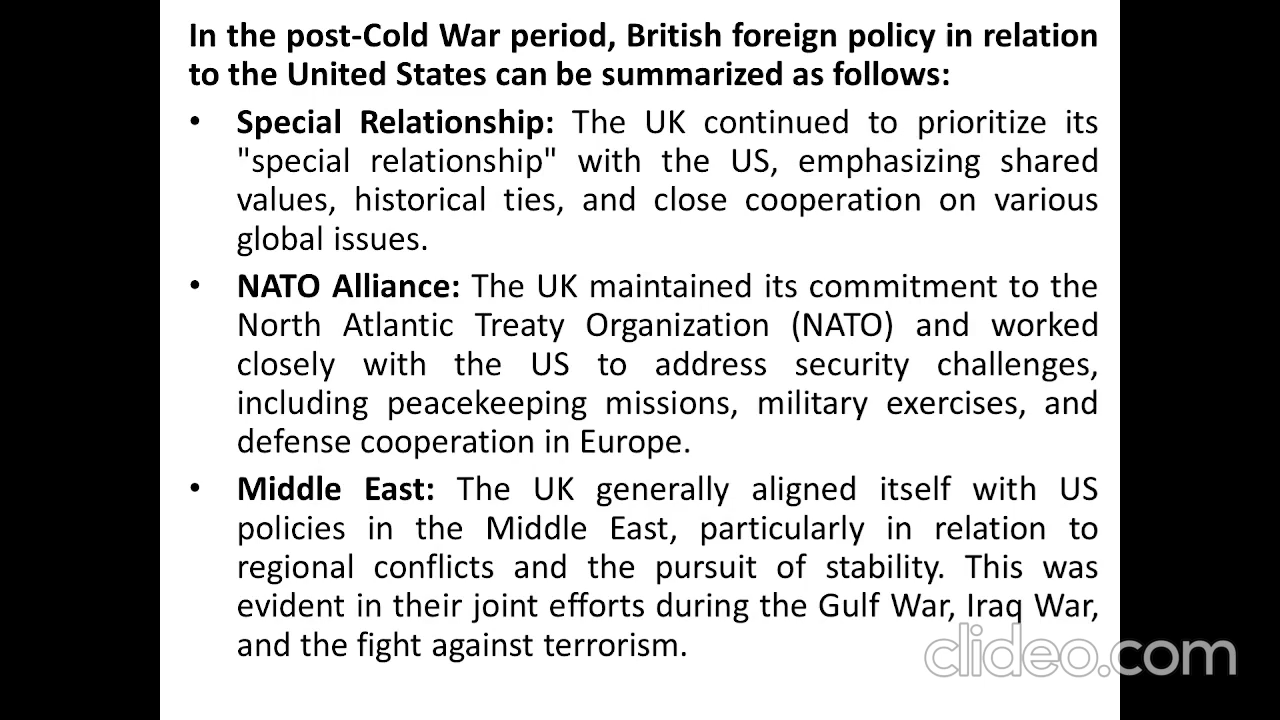 In the post-Cold War period, British foreign policy in relation
to the United States can be summarized as follows:
• Special Relationship: The UK continued to prioritize its
"special relationship" with the US, emphasizing shared
values, historical ties, and close cooperation on various
global issues.
• NATO Alliance: The UK maintained its commitment to the
North Atlantic Treaty Organization (NATO) and worked
closely with the US to address security challenges,
including peacekeeping missions, military exercises, and
defense cooperation in Europe.
• Middle East: The UK generally aligned itself with US
policies in the Middle East, particularly in relation to
regional conflicts and the pursuit of stability. This was
evident in their joint efforts during the Gulf War, Iraq War,
and the fight against terrorism.
clideo.com